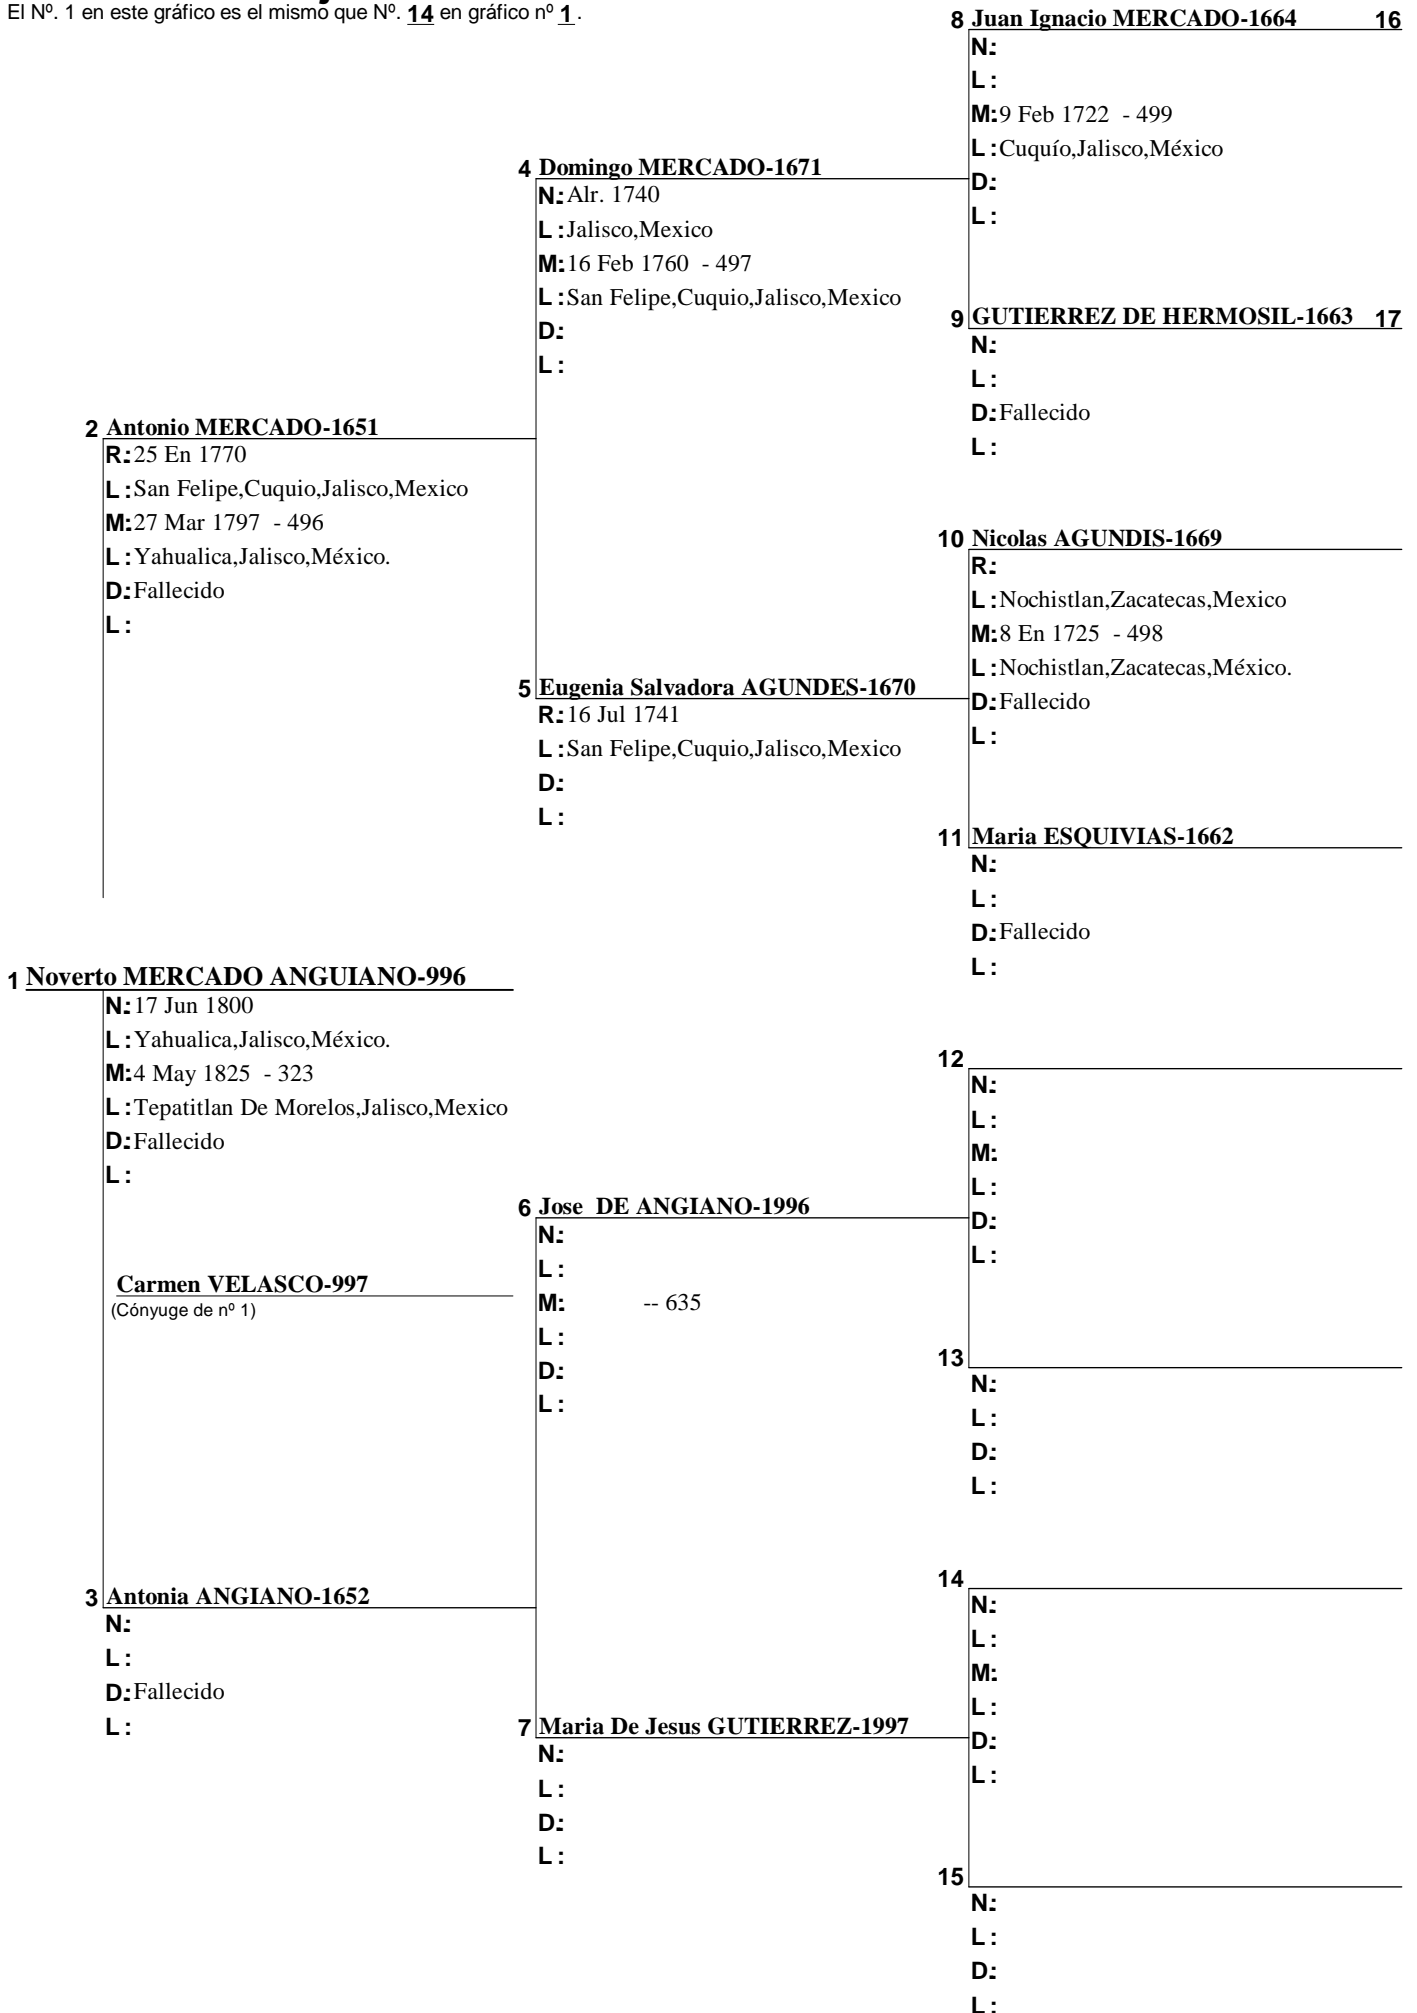 El Nº. 1 en este gráfico es el mismo que Nº. 14 en gráfico nº 1.
8 Juan Ignacio MERCADO-1664 16
N:
L:
M: 9 Feb 1722 - 499
L: Cuquío,Jalisco,México
D:
L:
4 Domingo MERCADO-1671
N: Alr. 1740
L: Jalisco,Mexico
M: 16 Feb 1760 - 497
L: San Felipe,Cuquio,Jalisco,Mexico
D:
L:
9 GUTIERREZ DE HERMOSIL-1663 17
N:
L:
D: Fallecido
L:
2 Antonio MERCADO-1651
R: 25 En 1770
L: San Felipe,Cuquio,Jalisco,Mexico
M: 27 Mar 1797 - 496
L: Yahualica,Jalisco,México.
D: Fallecido
L:
10 Nicolas AGUNDIS-1669
R:
L: Nochistlan,Zacatecas,Mexico
M: 8 En 1725 - 498
L: Nochistlan,Zacatecas,México.
D: Fallecido
L:
5 Eugenia Salvadora AGUNDES-1670
R: 16 Jul 1741
L: San Felipe,Cuquio,Jalisco,Mexico
D:
L:
11 Maria ESQUIVIAS-1662
N:
L:
D: Fallecido
L:
1 Noverto MERCADO ANGUIANO-996
N: 17 Jun 1800
L: Yahualica,Jalisco,México.
M: 4 May 1825 - 323
L: Tepatitlan De Morelos,Jalisco,Mexico
D: Fallecido
L:
12
N:
L:
M:
L:
D:
L:
6 Jose DE ANGIANO-1996
N:
L:
M: -- 635
L:
D:
L:
Carmen VELASCO-997
(Cónyuge de nº 1)
13
N:
L:
D:
L:
3 Antonia ANGIANO-1652
N:
L:
D: Fallecido
L:
14
N:
L:
M:
L:
D:
L:
7 Maria De Jesus GUTIERREZ-1997
N:
L:
D:
L:
15
N:
L:
D:
L: